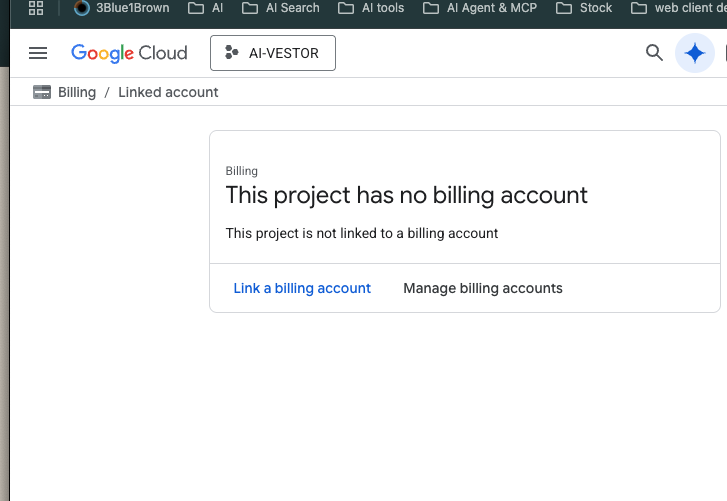 3Blue1Brown AI AI Search AI tools AI Agent & MCP Stock web client de
Google Cloud AI-VESTOR
Billing / Linked account
Billing
This project has no billing account
This project is not linked to a billing account
Link a billing account Manage billing accounts